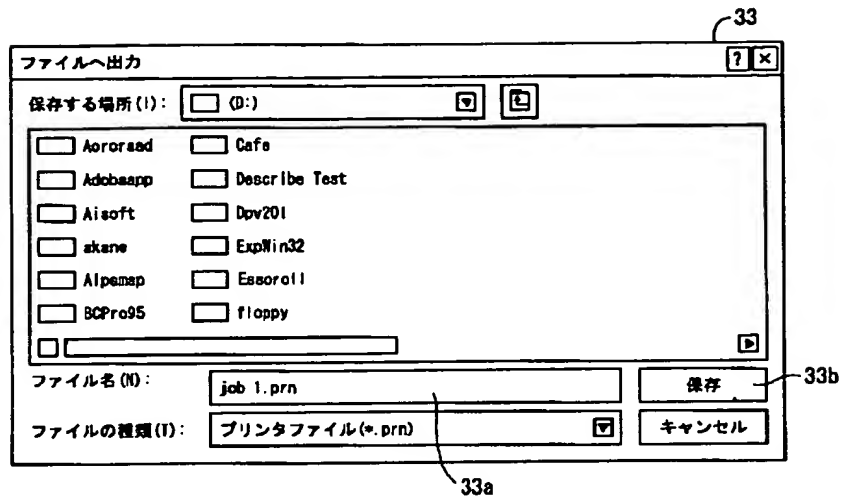 33
ファイルへ出力 ? ×
保存する場所(I): (D:)
Aororaad Cafe
Adobaapp Describe Test
Aisoft Dpv201
akane ExpWin32
Alpsmap Essoroll
BCPro95 floppy
ファイル名(N): job 1.prn 保存 33b
ファイルの種類(T): プリンタファイル(*.prn) キャンセル
33a